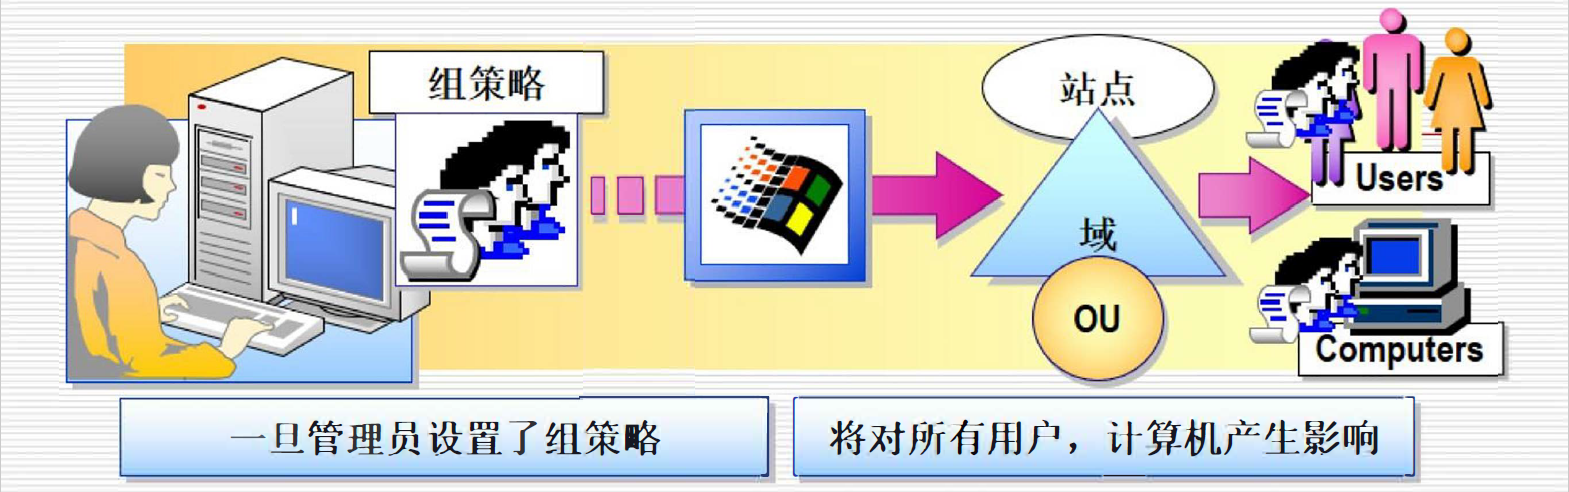 组策略
站点
域
OU
Users
Computers
一旦管理员设置了组策略
将对所有用户，计算机产生影响